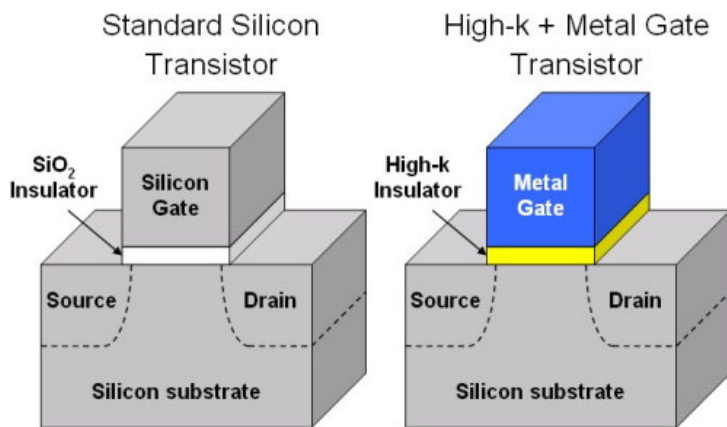 Standard Silicon
Transistor
SiO₂
Insulator
Silicon
Gate
Source
Drain
Silicon substrate
High-k + Metal Gate
Transistor
High-k
Insulator
Metal
Gate
Source
Drain
Silicon substrate